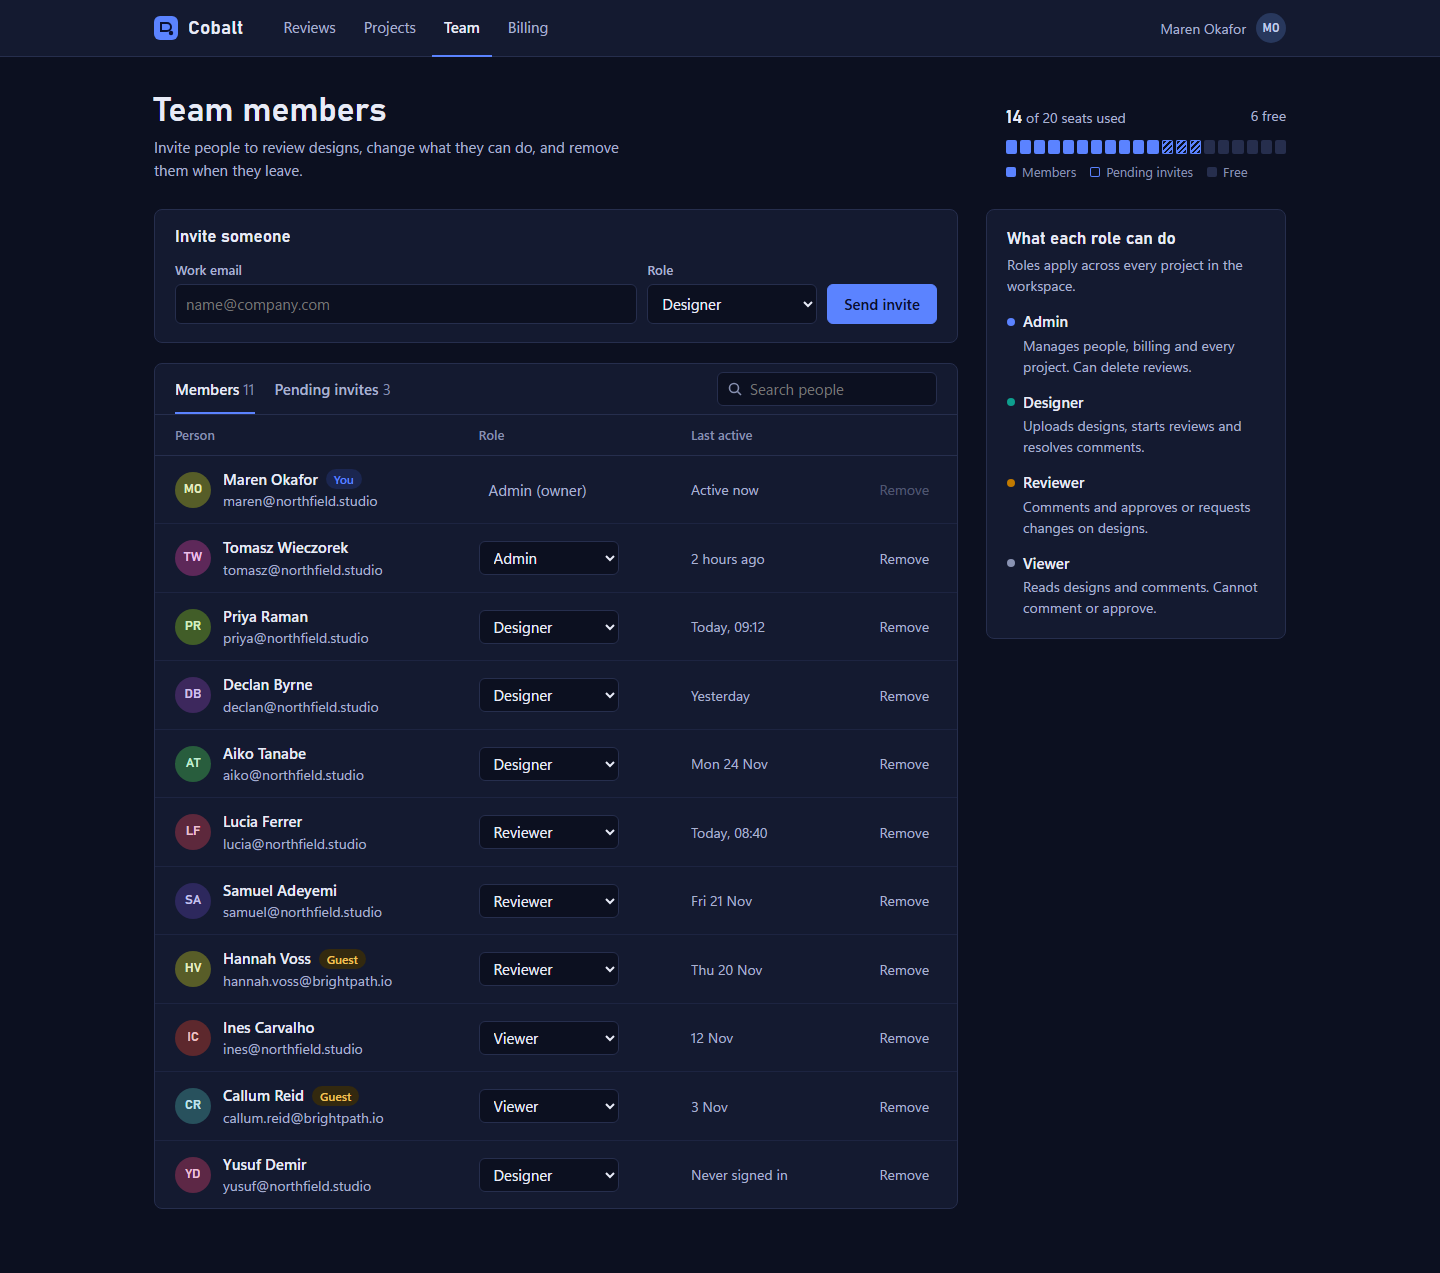 Cobalt
Reviews
Projects
Team
Billing
Maren Okafor
MO
Team members
Invite people to review designs, change what they can do, and remove
them when they leave.
14 of 20 seats used
6 free
Members
Pending invites
Free
Invite someone
Work email
Role
name@company.com
Designer
Send invite
Members 11
Pending invites 3
Search people
Person
Role
Last active
MO
Maren Okafor
You
maren@northfield.studio
Admin (owner)
Active now
Remove
TW
Tomasz Wieczorek
tomasz@northfield.studio
Admin
2 hours ago
Remove
PR
Priya Raman
priya@northfield.studio
Designer
Today, 09:12
Remove
DB
Declan Byrne
declan@northfield.studio
Designer
Yesterday
Remove
AT
Aiko Tanabe
aiko@northfield.studio
Designer
Mon 24 Nov
Remove
LF
Lucia Ferrer
lucia@northfield.studio
Reviewer
Today, 08:40
Remove
SA
Samuel Adeyemi
samuel@northfield.studio
Reviewer
Fri 21 Nov
Remove
HV
Hannah Voss
Guest
hannah.voss@brightpath.io
Reviewer
Thu 20 Nov
Remove
IC
Ines Carvalho
ines@northfield.studio
Viewer
12 Nov
Remove
CR
Callum Reid
Guest
callum.reid@brightpath.io
Viewer
3 Nov
Remove
YD
Yusuf Demir
yusuf@northfield.studio
Designer
Never signed in
Remove
What each role can do
Roles apply across every project in the
workspace.
Admin
Manages people, billing and every
project. Can delete reviews.
Designer
Uploads designs, starts reviews and
resolves comments.
Reviewer
Comments and approves or requests
changes on designs.
Viewer
Reads designs and comments. Cannot
comment or approve.